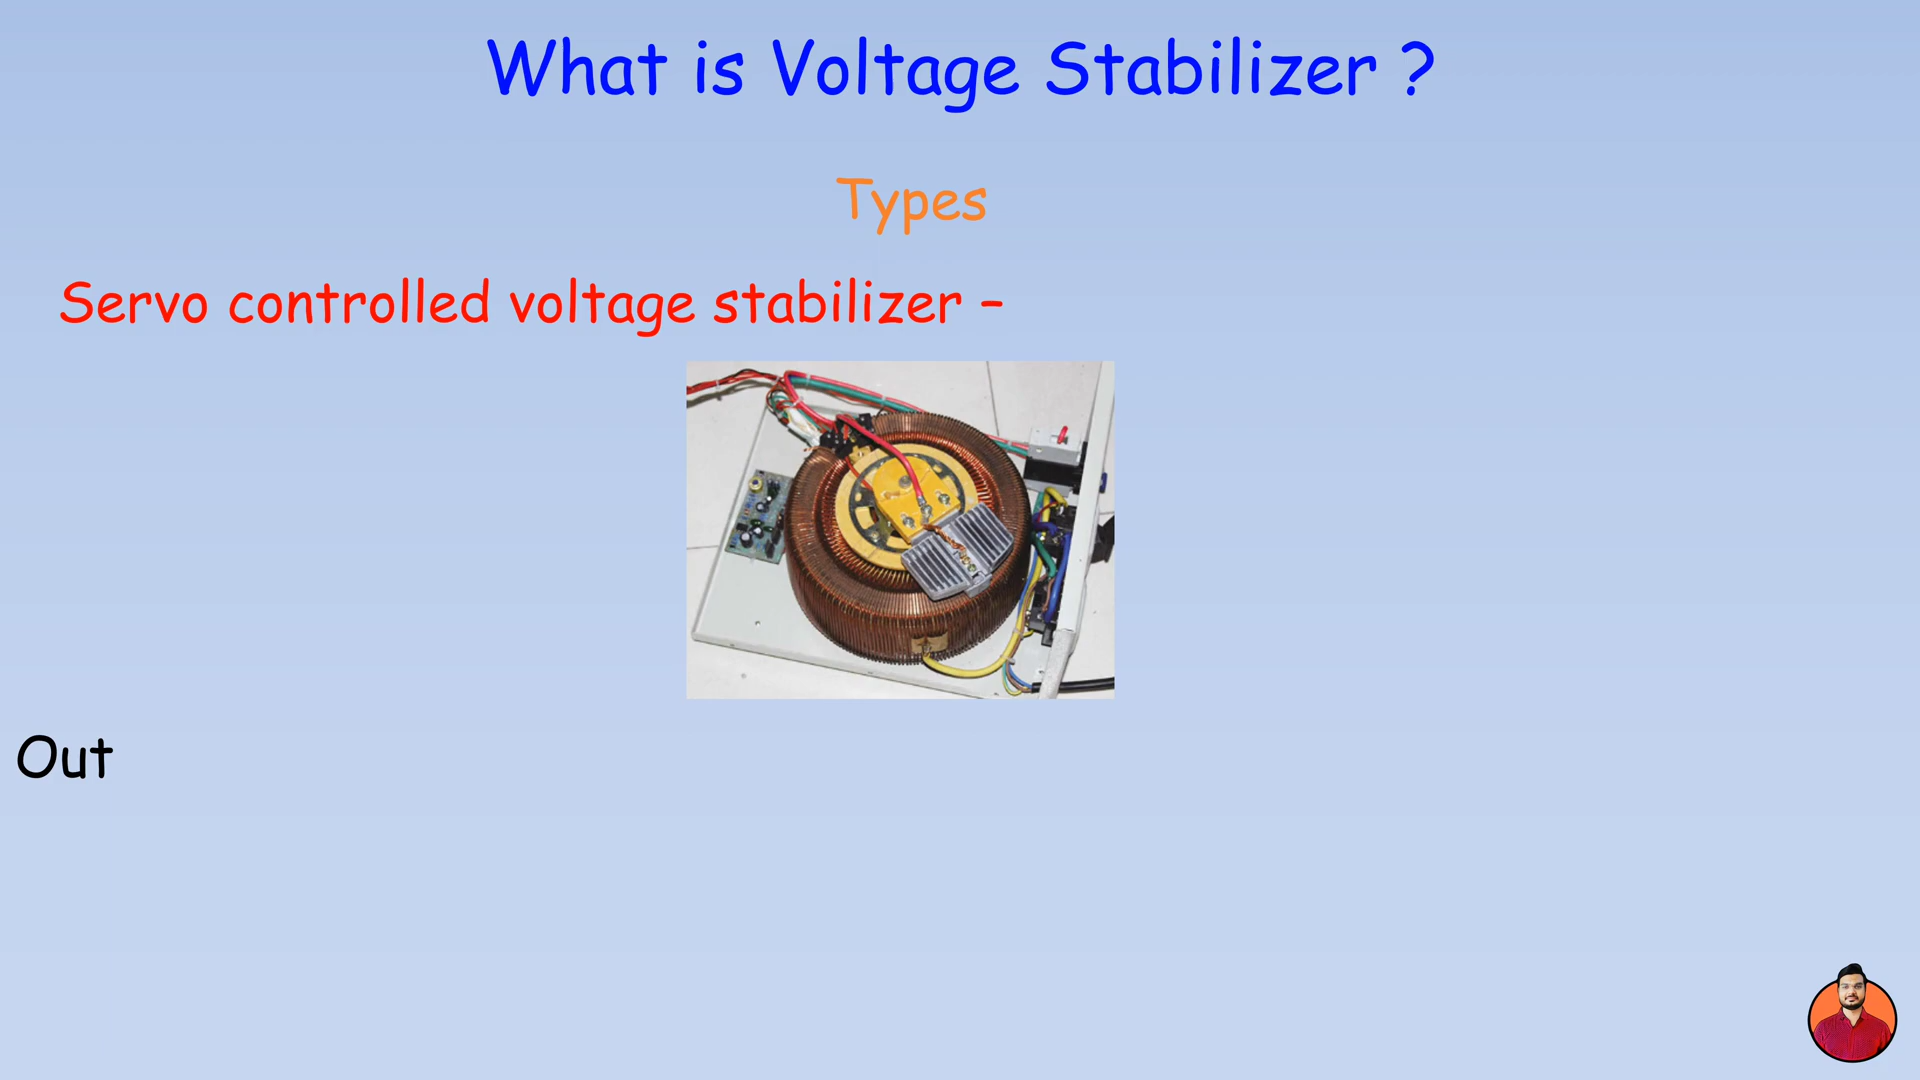 What is Voltage Stabilizer ?
Types
Servo controlled voltage stabilizer –
Out